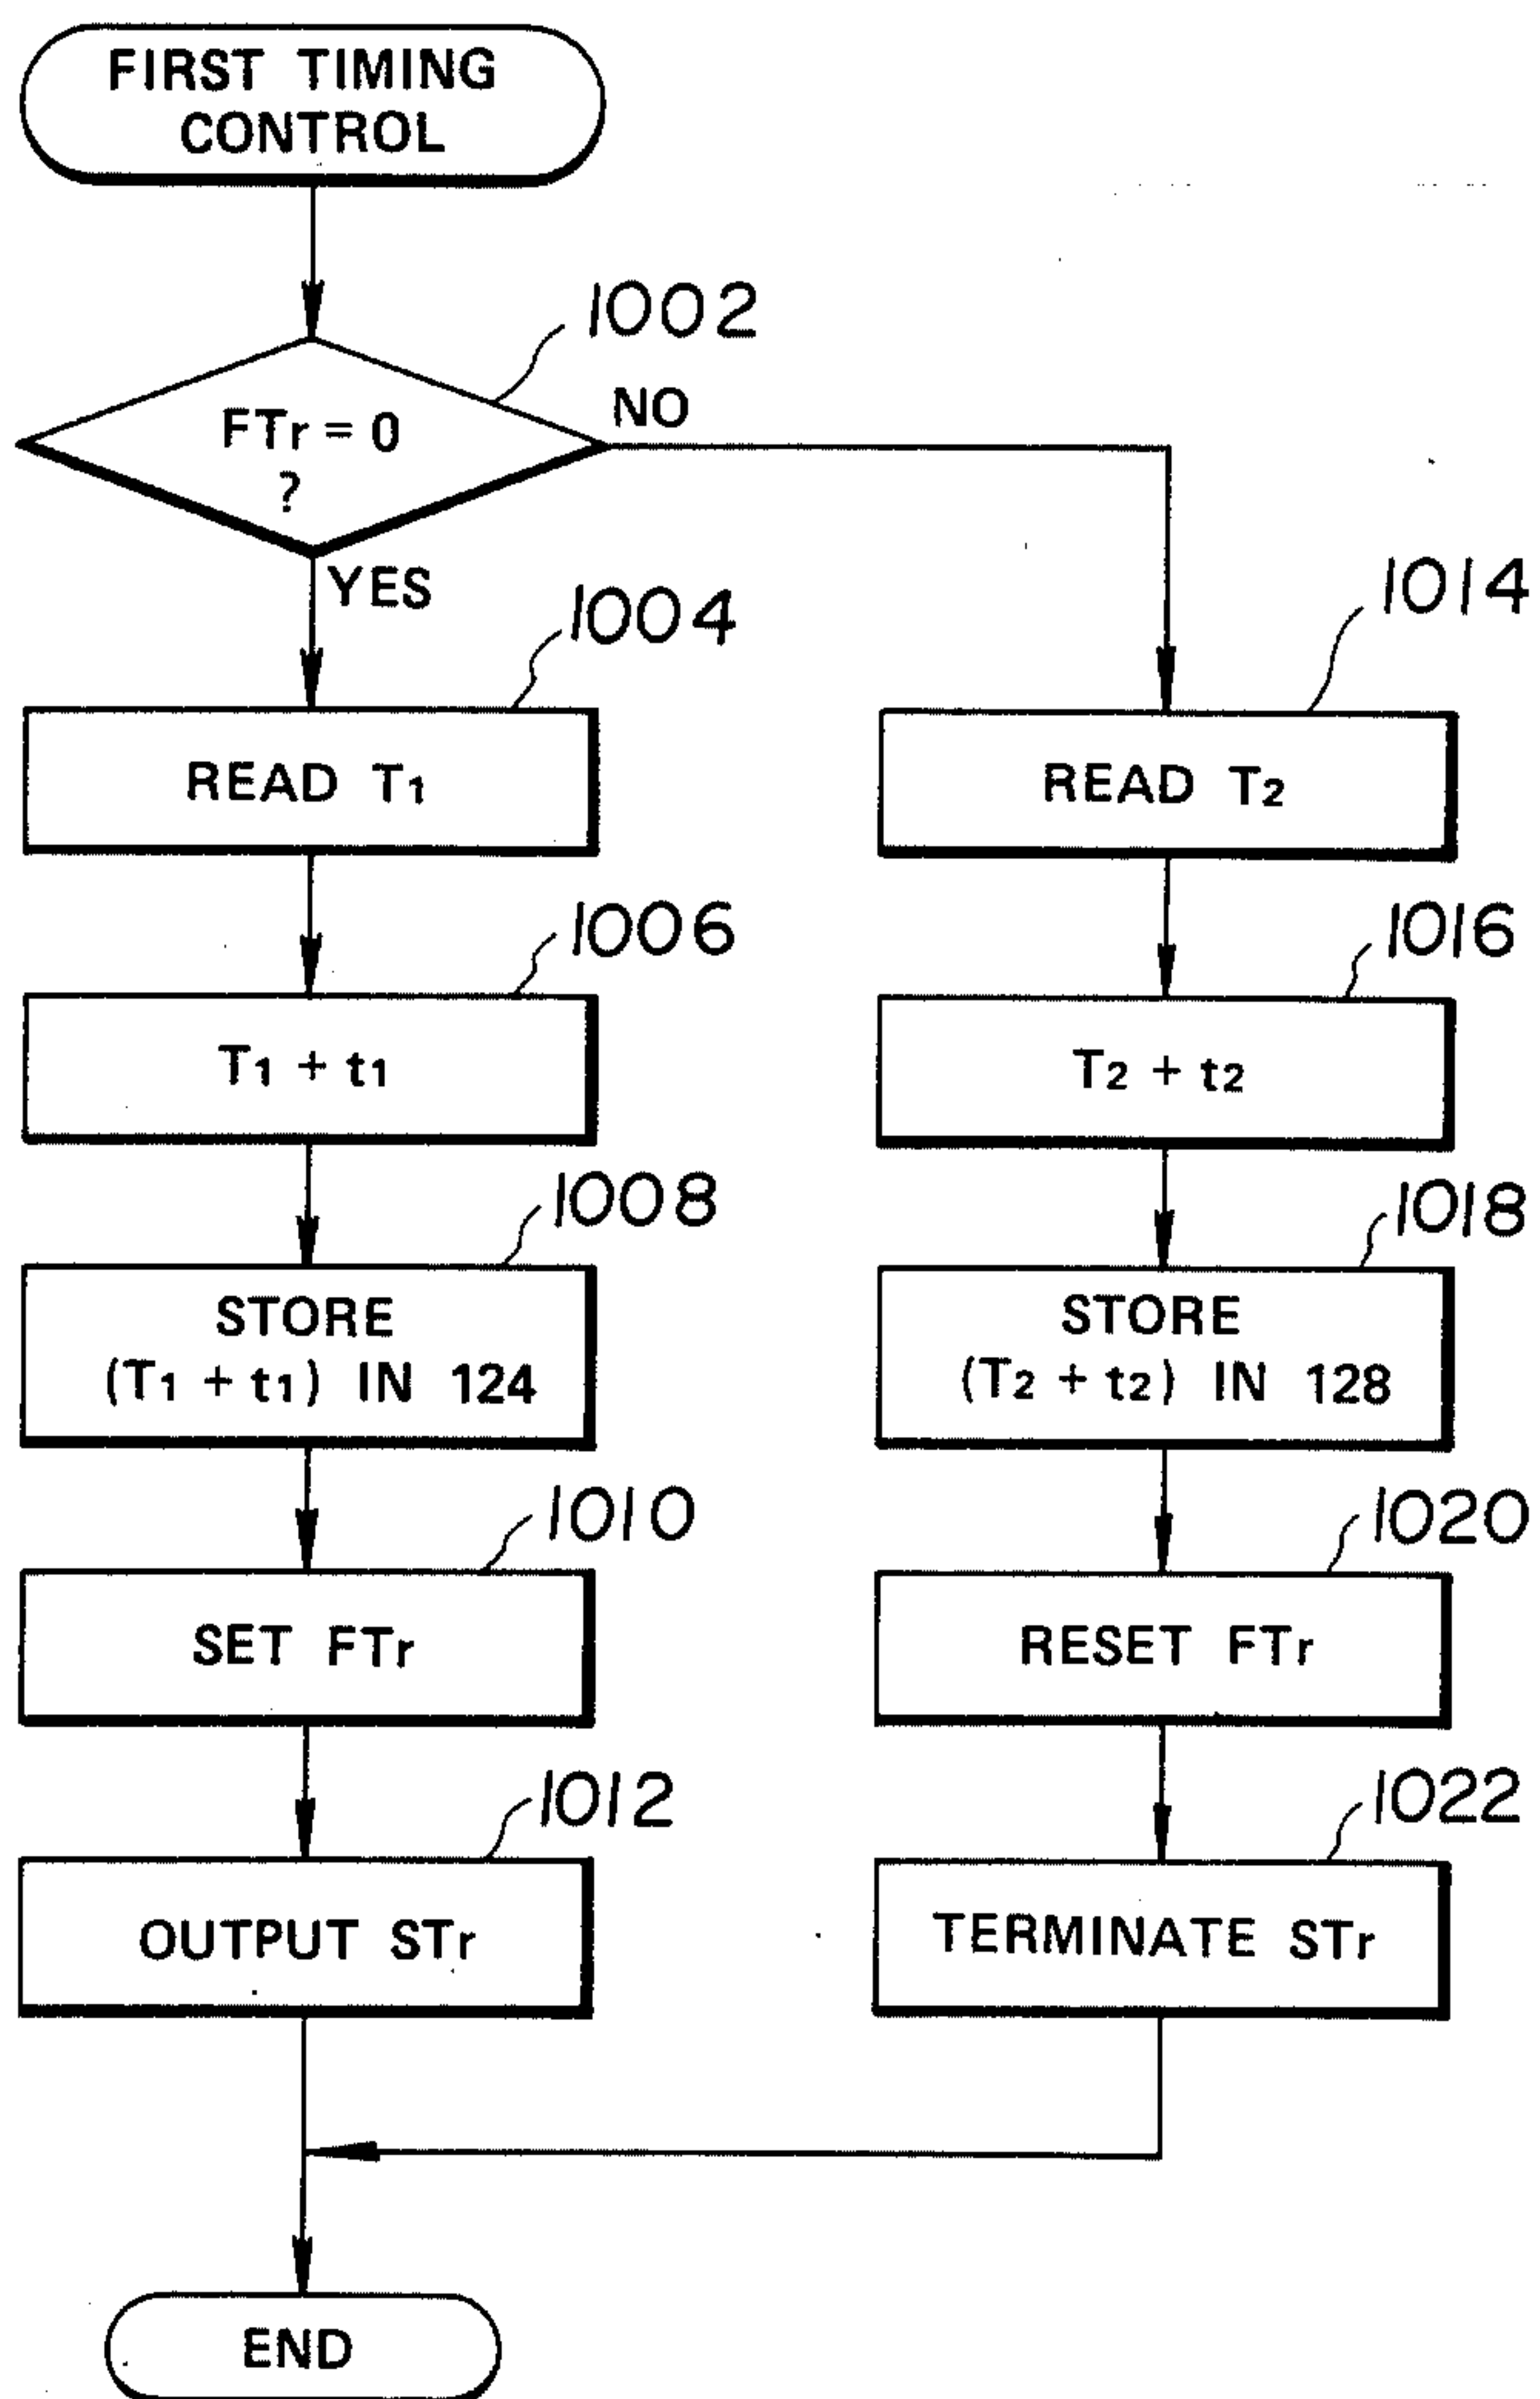 FIRST TIMING
CONTROL
1002
FTr = 0
?
NO
YES
1004
READ T1
1006
T1 + t1
1008
STORE
(T1 + t1) IN 124
1010
SET FTr
1012
OUTPUT STr
1014
READ T2
1016
T2 + t2
1018
STORE
(T2 + t2) IN 128
1020
RESET FTr
1022
TERMINATE STr
END